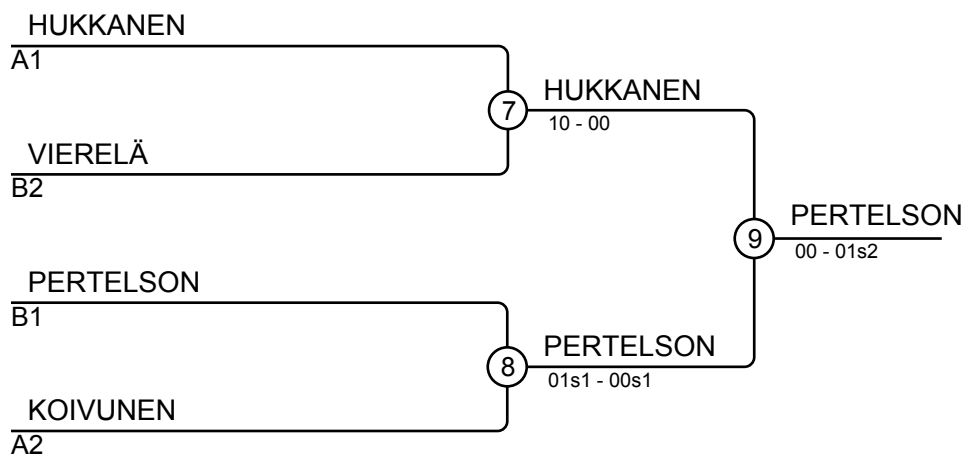 HUKKANEN
A1
7
HUKKANEN
10 - 00
VIERELÄ
B2
9
PERTELSON
00 - 01s2
PERTELSON
B1
8
PERTELSON
01s1 - 00s1
KOIVUNEN
A2